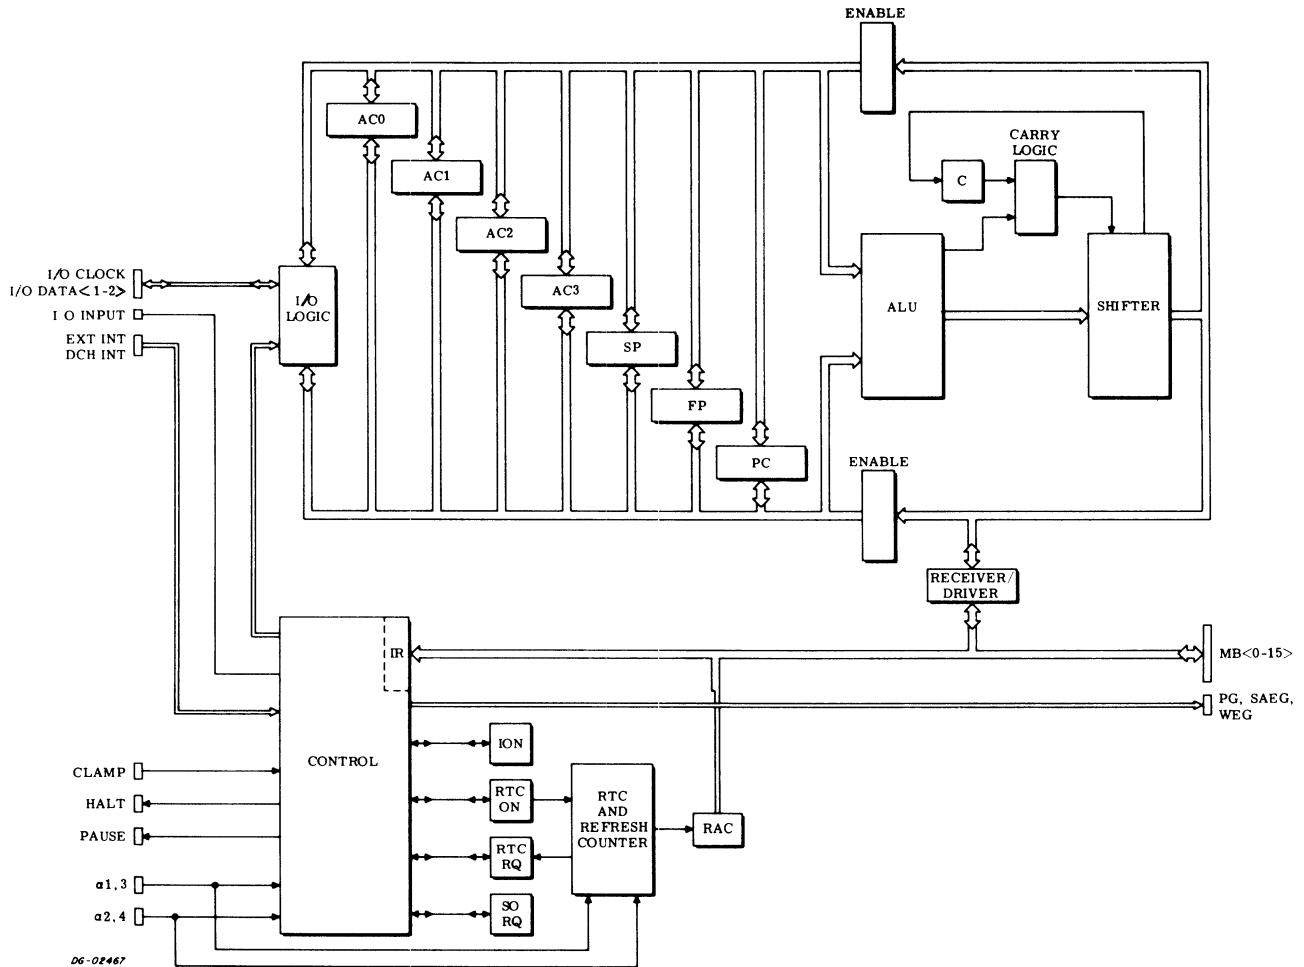 ENABLE
AC0
CARRY
LOGIC
AC1
C
AC2
I/O CLOCK
I/O DATA<1-2>
I/O
LOGIC
AC3
ALU
SHIFTER
I O INPUT
EXT INT
DCH INT
SP
FP
PC
ENABLE
RECEIVER/
DRIVER
IR
MB<0-15>
PG, SAEG,
WEG
CONTROL
ION
CLAMP
RTC
ON
RTC
AND
REFRESH
COUNTER
HALT
RAC
PAUSE
RTC
RQ
α1,3
SO
RQ
α2,4
DG-02467